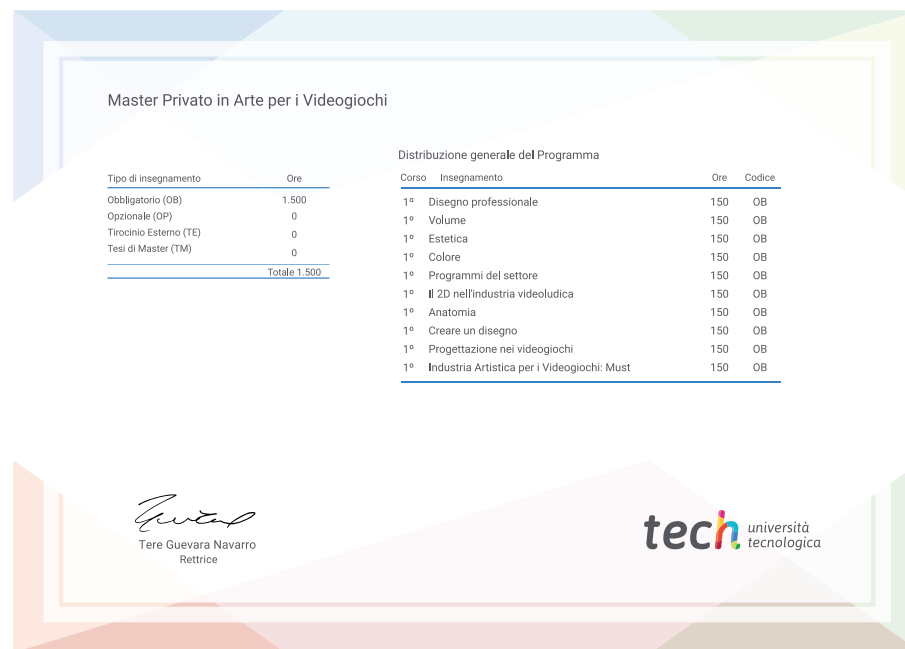 Master Privato in Arte per i Videogiochi
Tipo di insegnamento Ore
Obbligatorio (OB) 1.500
Opzionale (OP) 0
Tirocinio Esterno (TE) 0
Tesi di Master (TM) 0
Totale 1.500
Distribuzione generale del Programma
Corso Insegnamento Ore Codice
1º Disegno professionale 150 OB
1º Volume 150 OB
1º Estetica 150 OB
1º Colore 150 OB
1º Programmi del settore 150 OB
1º Il 2D nell'industria videoludica 150 OB
1º Anatomia 150 OB
1º Creare un disegno 150 OB
1º Progettazione nei videogiochi 150 OB
1º Industria Artistica per i Videogiochi: Must 150 OB
Tere Guevara Navarro
Rettrice
tech università
tecnologica